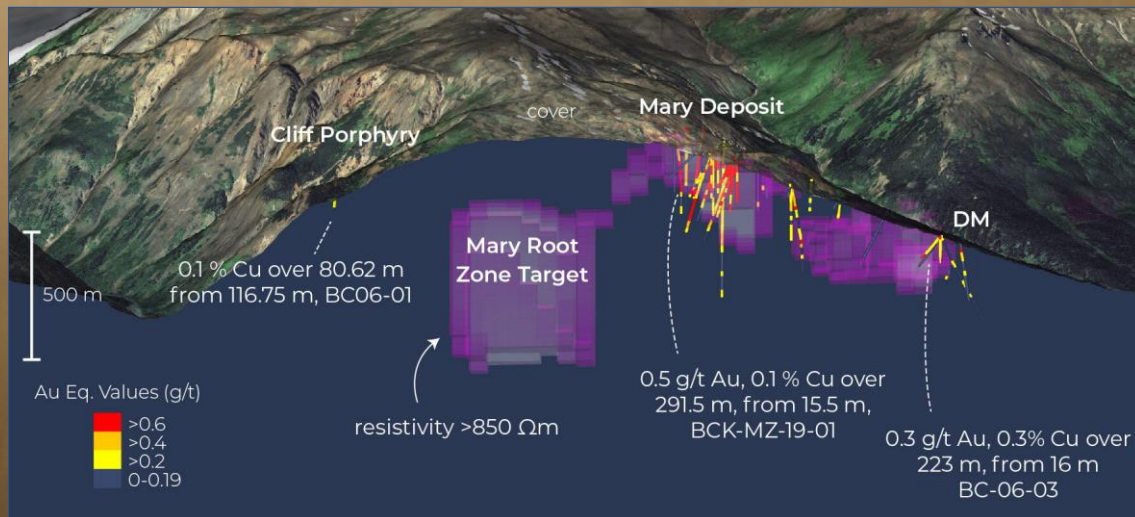 cover
Mary Deposit
Cliff Porphyry
DM
Mary Root
Zone Target
0.1 % Cu over 80.62 m
from 116.75 m, BC06-01
500 m
Au Eq. Values (g/t)
>0.6
>0.4
>0.2
0-0.19
resistivity >850 Ωm
0.5 g/t Au, 0.1 % Cu over
291.5 m, from 15.5 m,
BCK-MZ-19-01
0.3 g/t Au, 0.3% Cu over
223 m, from 16 m
BC-06-03